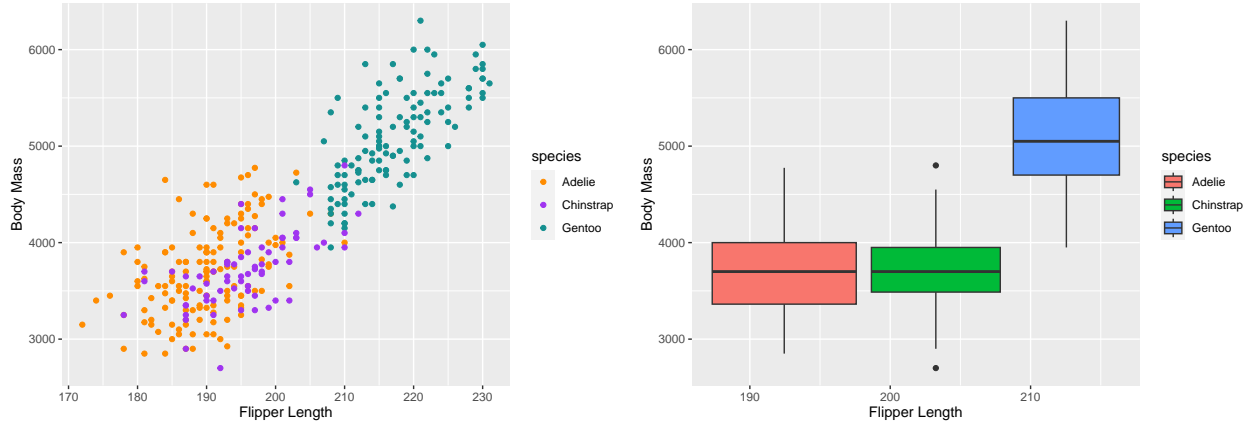 6000
5000
4000
3000
Body Mass
170
180
190
200
210
220
230
Flipper Length
species
Adelie
Chinstrap
Gentoo
6000
5000
4000
3000
Body Mass
190
200
210
Flipper Length
species
Adelie
Chinstrap
Gentoo